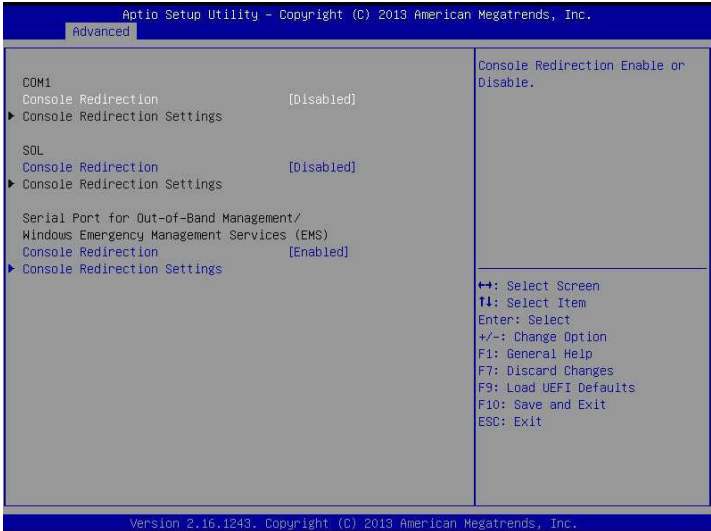 Aptio Setup Utility – Copyright (C) 2013 American Megatrends, Inc.
Advanced
COM1
Console Redirection [Disabled]
▶ Console Redirection Settings
SOL
Console Redirection [Disabled]
▶ Console Redirection Settings
Serial Port for Out-of-Band Management/
Windows Emergency Management Services (EMS)
Console Redirection [Enabled]
▶ Console Redirection Settings
Console Redirection Enable or
Disable.
↔: Select Screen
↑↓: Select Item
Enter: Select
+/-: Change Option
F1: General Help
F7: Discard Changes
F9: Load UEFI Defaults
F10: Save and Exit
ESC: Exit
Version 2.16.1243. Copyright (C) 2013 American Megatrends, Inc.